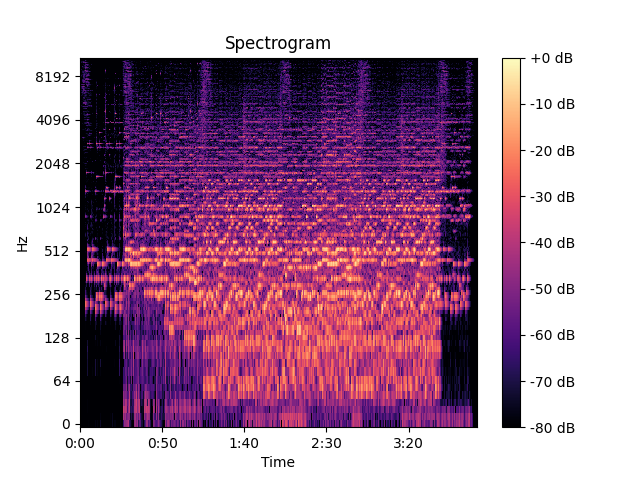 Spectrogram
8192
4096
2048
1024
512
256
128
64
0
Hz
0:00
0:50
1:40
2:30
3:20
Time
+0 dB
-10 dB
-20 dB
-30 dB
-40 dB
-50 dB
-60 dB
-70 dB
-80 dB